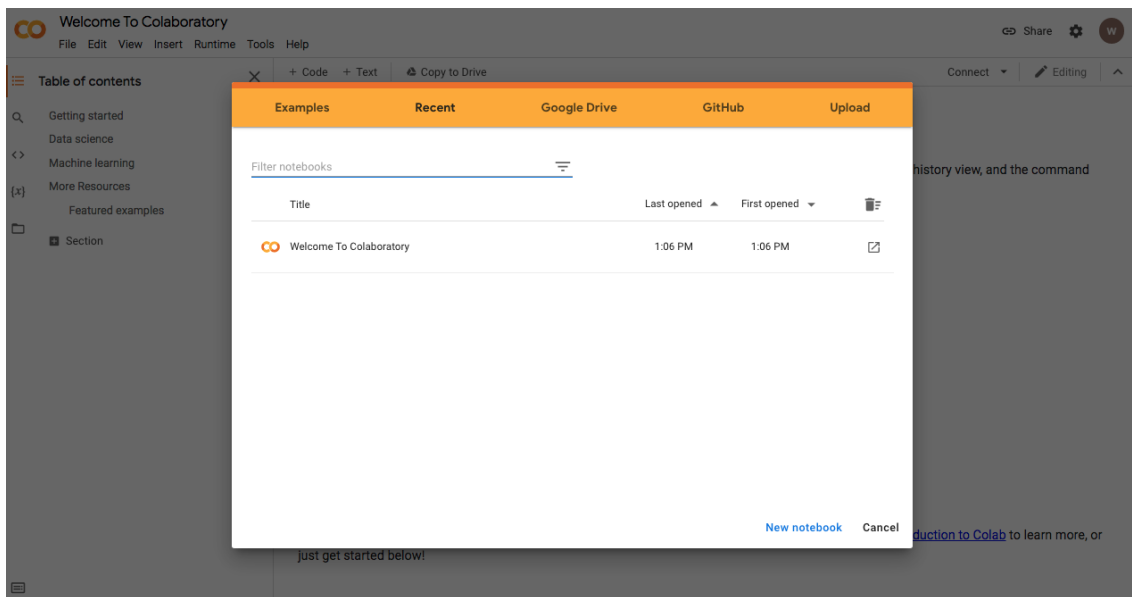 Welcome To Colaboratory
File Edit View Insert Runtime Tools Help
Share
W
Table of contents
+ Code + Text Copy to Drive
Connect Editing
Getting started
Data science
Machine learning
More Resources
Featured examples
Section
Examples Recent Google Drive GitHub Upload
Filter notebooks
history view, and the command
Title Last opened First opened
Welcome To Colaboratory 1:06 PM 1:06 PM
New notebook Cancel
duction to Colab to learn more, or
just get started below!